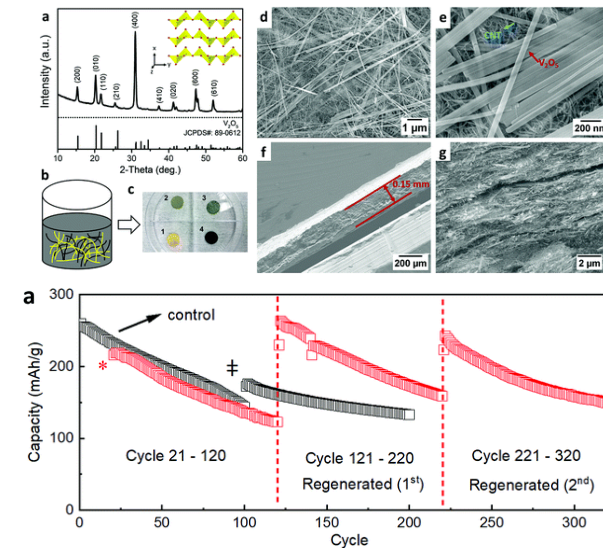 a
(400)
(010)
(200)
(110)
(210)
(410)
(020)
(600)
(610)
Intensity (a.u.)
x
z
y
V2O5
JCPDS#: 89-0612
10 20 30 40 50 60
2-Theta (deg.)
b
c
2 3
1 4
d
1 µm
e
CNT
V2O5
200 nm
f
0.15 mm
200 µm
g
2 µm
a
300
200
100
0
Capacity (mAh/g)
control
*
ǂ
Cycle 21 - 120
Cycle 121 - 220
Regenerated (1st)
Cycle 221 - 320
Regenerated (2nd)
0 50 100 150 200 250 300
Cycle